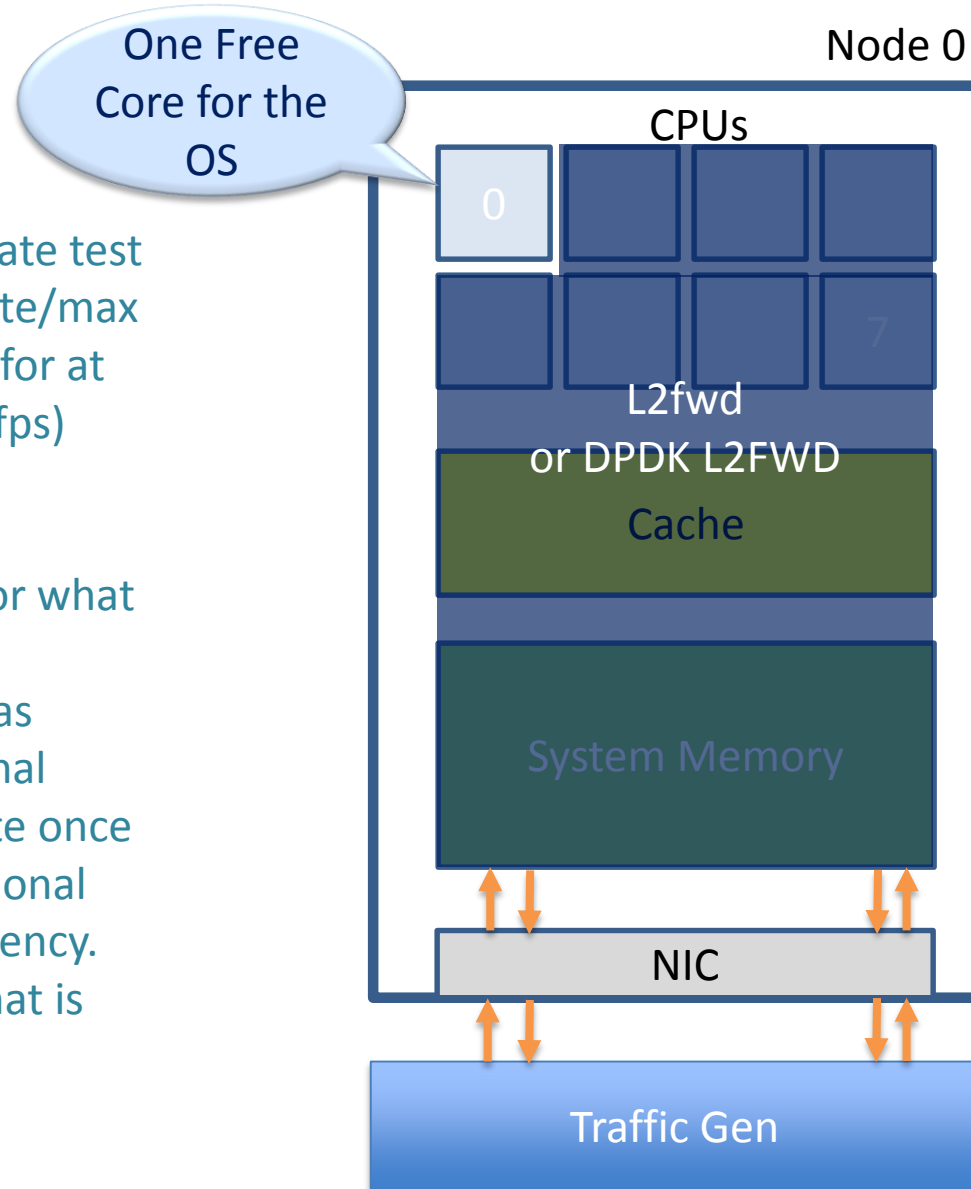 One Free
Core for the
OS
Node 0
CPUs
0
7
ate test
te/max
for at
fps)
or what
as
nal
te once
onal
ency.
at is
L2fwd
or DPDK L2FWD
Cache
System Memory
NIC
Traffic Gen